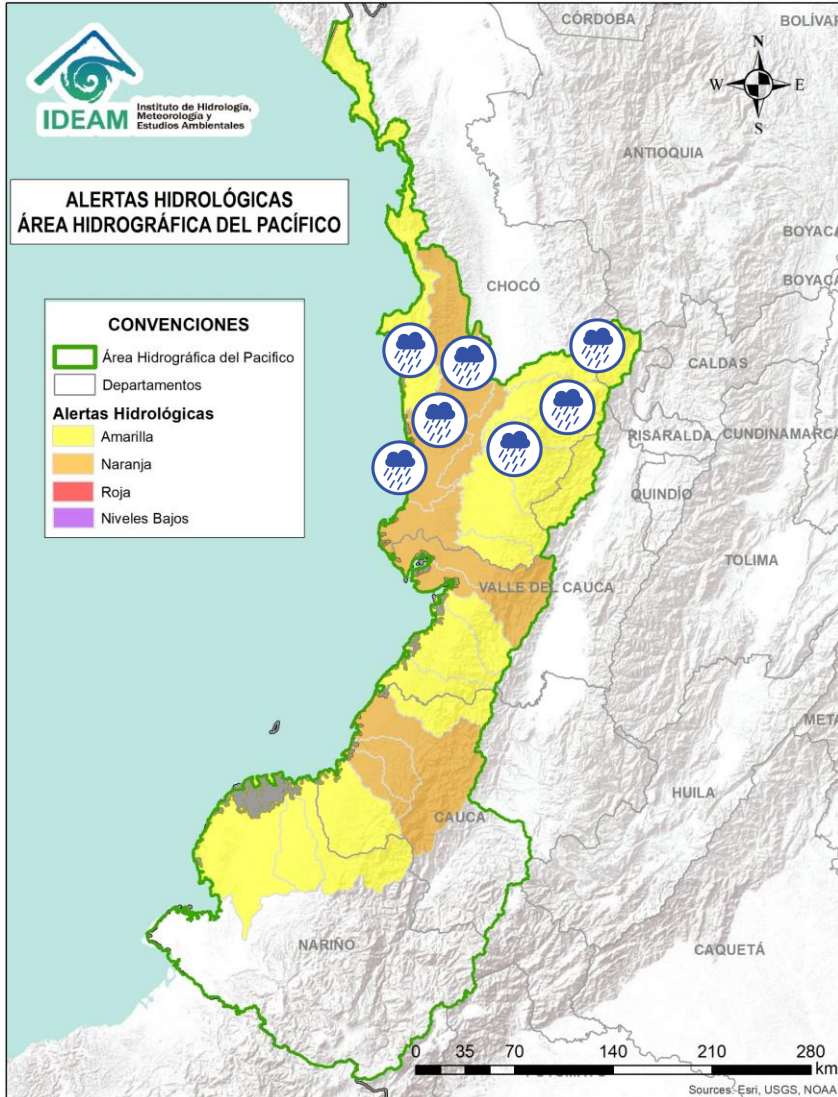 IDEAM
Instituto de Hidrología,
Meteorología y
Estudios Ambientales
ALERTAS HIDROLÓGICAS
ÁREA HIDROGRÁFICA DEL PACÍFICO
CONVENCIONES
Área Hidrográfica del Pacifico
Departamentos
Alertas Hidrológicas
Amarilla
Naranja
Roja
Niveles Bajos
CÓRDOBA
BOLÍVAR
N
W E
S
ANTIOQUIA
BOYACÁ
CHOCÓ
BOYACÁ
CALDAS
RISARALDA
CUNDINAMARCA
QUINDÍO
TOLIMA
VALLE DEL CAUCA
META
HUILA
CAUCA
NARIÑO
CAQUETÁ
0 35 70 140 210 280
km
Sources: Esri, USGS, NOAA